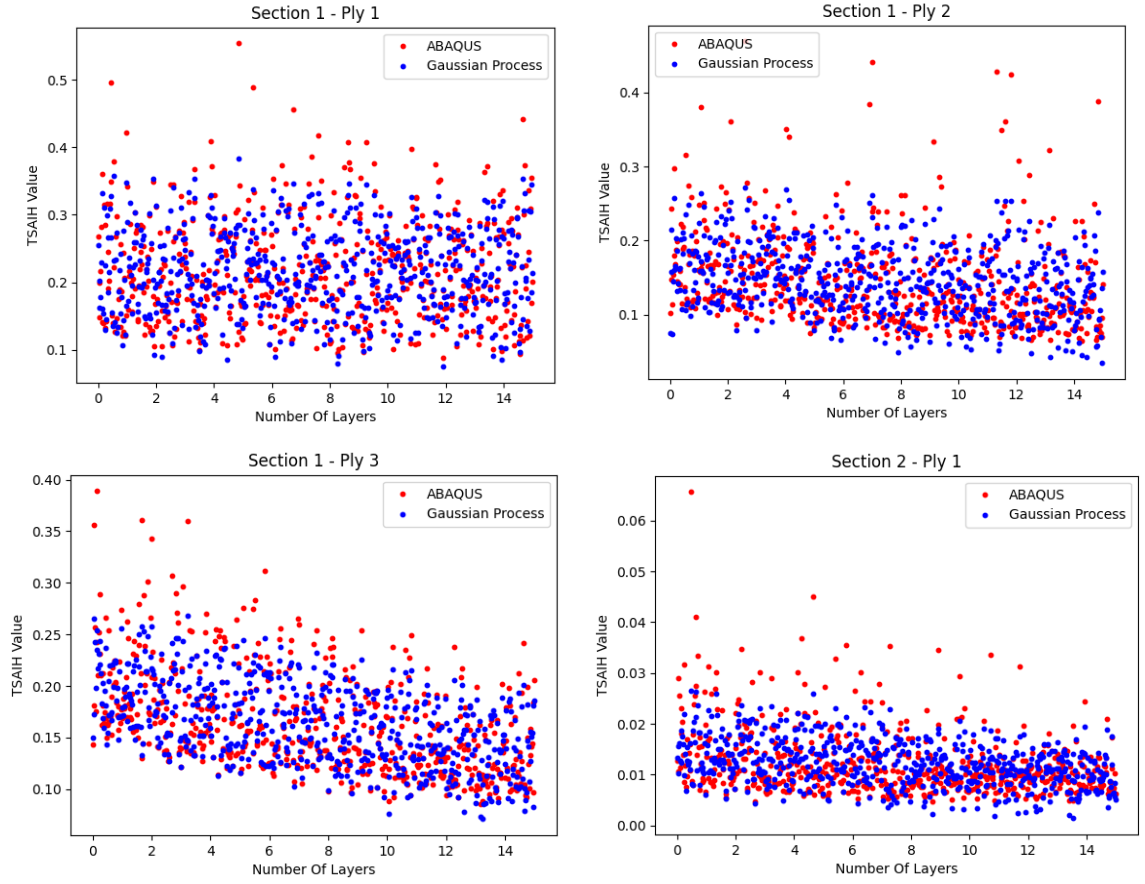 Section 1 - Ply 1
ABAQUS
Gaussian Process
0.5
0.4
0.3
0.2
0.1
TSAIH Value
0 2 4 6 8 10 12 14
Number Of Layers
Section 1 - Ply 2
ABAQUS
Gaussian Process
0.4
0.3
0.2
0.1
TSAIH Value
0 2 4 6 8 10 12 14
Number Of Layers
Section 1 - Ply 3
ABAQUS
Gaussian Process
0.40
0.35
0.30
0.25
0.20
0.15
0.10
TSAIH Value
0 2 4 6 8 10 12 14
Number Of Layers
Section 2 - Ply 1
ABAQUS
Gaussian Process
0.06
0.05
0.04
0.03
0.02
0.01
0.00
TSAIH Value
0 2 4 6 8 10 12 14
Number Of Layers